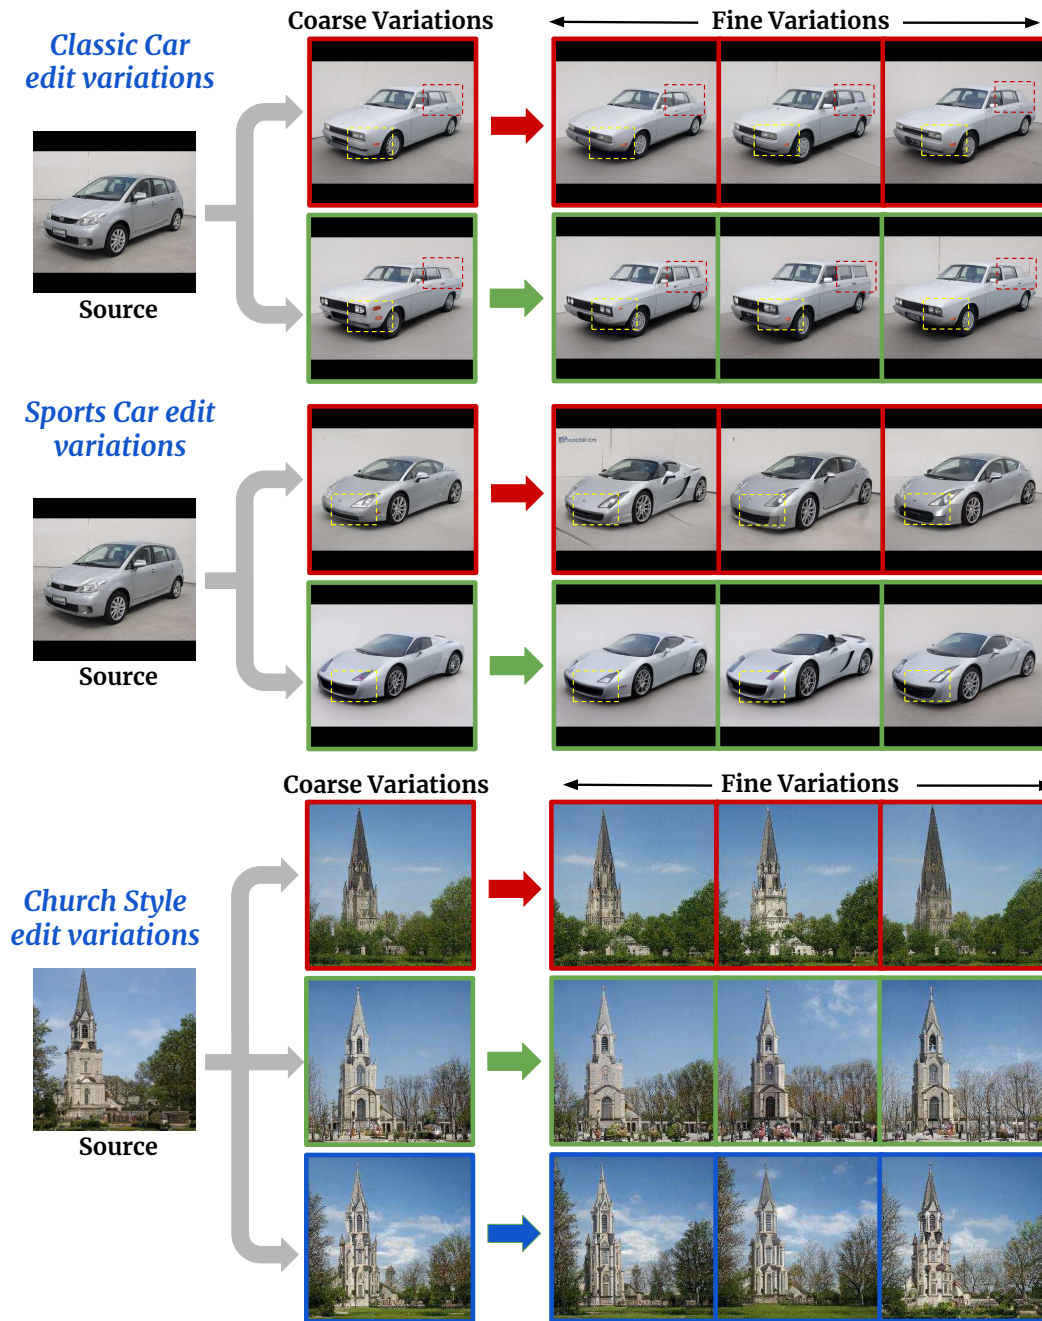 Coarse Variations
Fine Variations
Classic Car
edit variations
Source
Sports Car edit
variations
Source
Coarse Variations
Fine Variations
Church Style
edit variations
Source